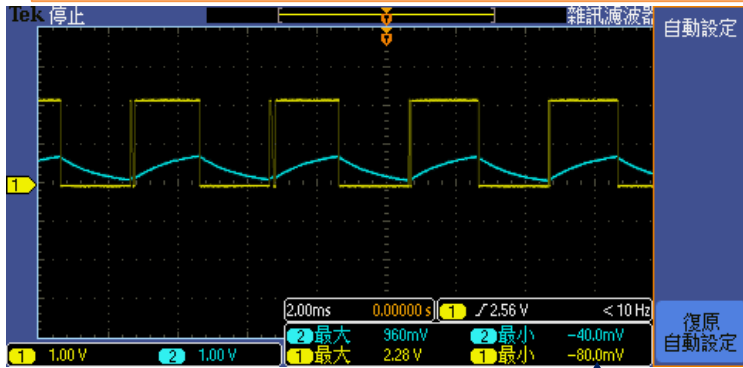 Tek 停止 雜訊濾波器
T
T
自動設定
1
2.00ms 0.00000 s 1 2.56 V < 10 Hz
2 最大 960mV 2 最小 -40.0mV
1 最大 2.28 V 1 最小 -80.0mV
1 1.00 V 2 1.00 V
復原
自動設定